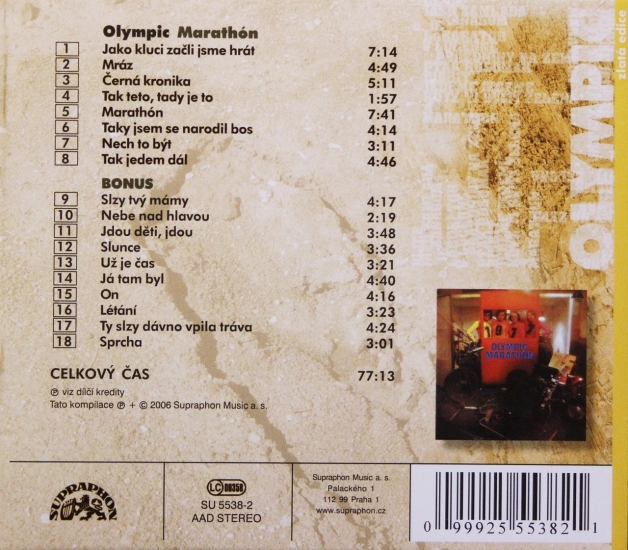 Olympic Marathón
1 Jako kluci začli jsme hrát 7:14
2 Mráz 4:49
3 Černá kronika 5:11
4 Tak teto, tady je to 1:57
5 Marathón 7:41
6 Taky jsem se narodil bos 4:14
7 Nech to být 3:11
8 Tak jedem dál 4:46
BONUS
9 Slzy tvý mámy 4:17
10 Nebe nad hlavou 2:19
11 Jdou děti, jdou 3:48
12 Slunce 3:36
13 Už je čas 3:21
14 Já tam byl 4:40
15 On 4:16
16 Létání 3:23
17 Ty slzy dávno vpila tráva 4:24
18 Sprcha 3:01
CELKOVÝ ČAS 77:13
℗ viz dílčí kredity
Tato kompilace ℗ + © 2006 Supraphon Music a. s.
zlatá edice
OLYMPIC
OLYMPIC
MARATHÓN
SUPRAPHON
LC 00358
SU 5538-2
AAD STEREO
Supraphon Music a. s.
Palackého 1
112 99 Praha 1
www.supraphon.cz
0 99925 55382 1